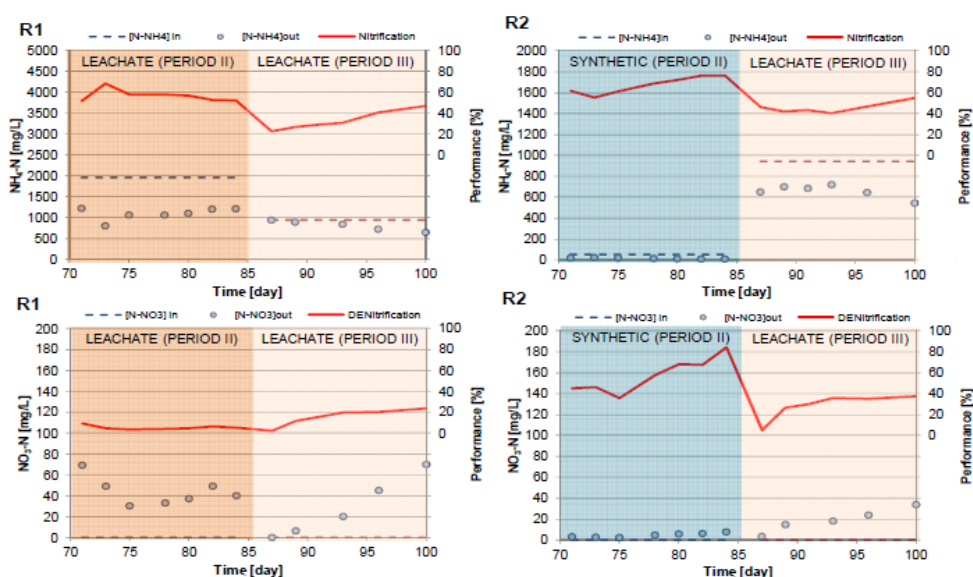 R1
[N-NH4] in [N-NH4]out Nitrification
LEACHATE (PERIOD II) LEACHATE (PERIOD III)
5000
4500
4000
3500
3000
2500
2000
1500
1000
500
0
100
80
60
40
20
0
NH₄-N [mg/L]
Performance [%]
70 75 80 85 90 95 100
Time [day]
R2
[N-NH4] in [N-NH4]out Nitrification
SYNTHETIC (PERIOD II) LEACHATE (PERIOD III)
2000
1800
1600
1400
1200
1000
800
600
400
200
0
100
80
60
40
20
0
NH₄-N [mg/L]
Performance [%]
70 75 80 85 90 95 100
Time [day]
R1
[N-NO3] in [N-NO3]out DENitrification
LEACHATE (PERIOD II) LEACHATE (PERIOD III)
200
180
160
140
120
100
80
60
40
20
0
100
80
60
40
20
0
NO₃-N [mg/L]
Performance [%]
70 75 80 85 90 95 100
Time [day]
R2
[N-NO3] in [N-NO3]out DENitrification
SYNTHETIC (PERIOD II) LEACHATE (PERIOD III)
200
180
160
140
120
100
80
60
40
20
0
100
80
60
40
20
0
NO₃-N [mg/L]
Performance [%]
70 75 80 85 90 95 100
Time [day]